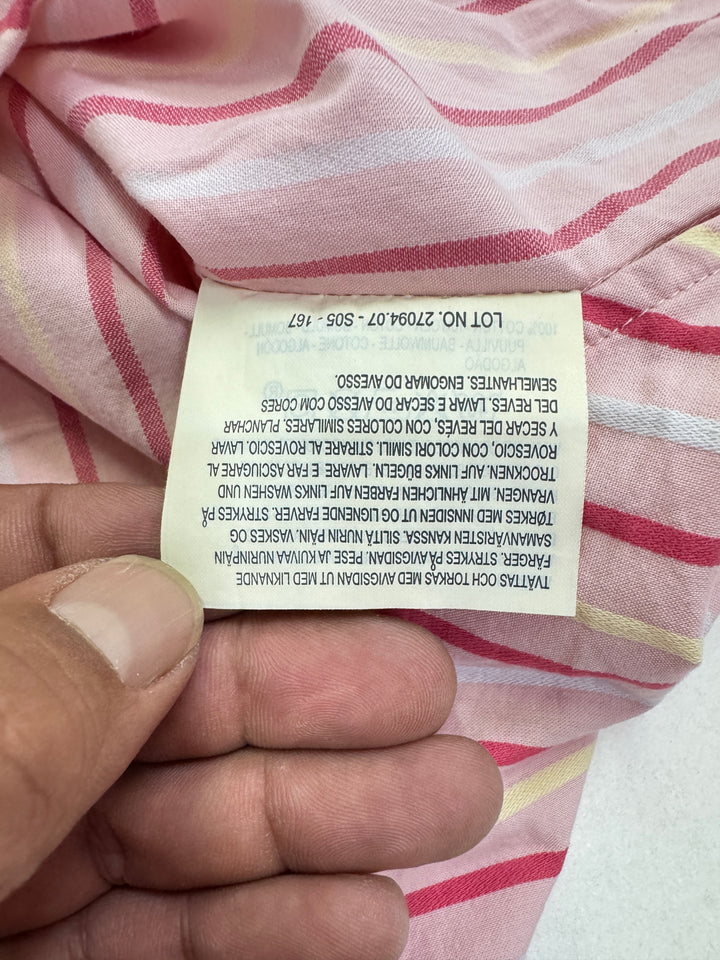 TVÄTTAS OCH TORKAS MED AVIGSIDAN UT MED LIKNANDE
FÄRGER. STRYKES PÅ AVIGSIDAN. PESE JA KUIVAA NURINPÄIN
SAMANVÄRISTEN KANSSA. SILITÄ NURIN PÄIN. VASKES OG
TØRKES MED INNSIDEN UT OG LIGNENDE FARVER. STRYKES PÅ
VRANGEN. MIT ÄHNLICHEN FARBEN AUF LINKS WASHEN UND
TROCKNEN. AUF LINKS BÜGELN. LAVARE E FAR ASCIUGARE AL
ROVESCIO, CON COLORI SIMILI. STIRARE AL ROVESCIO. LAVAR
Y SECAR DEL REVÉS, CON COLORES SIMILARES. PLANCHAR
DEL REVES. LAVAR E SECAR DO AVESSO COM CORES
SEMELHANTES. ENGOMAR DO AVESSO.
LOT NO. 27094.07 - S05 - 167